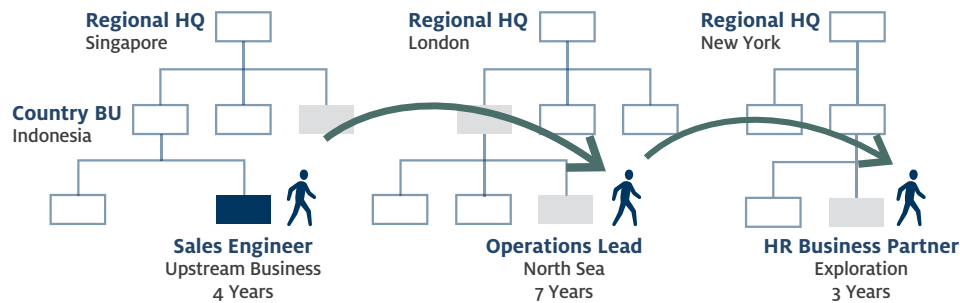 Regional HQ
Singapore
Regional HQ
London
Regional HQ
New York
Country BU
Indonesia
Sales Engineer
Upstream Business
4 Years
Operations Lead
North Sea
7 Years
HR Business Partner
Exploration
3 Years